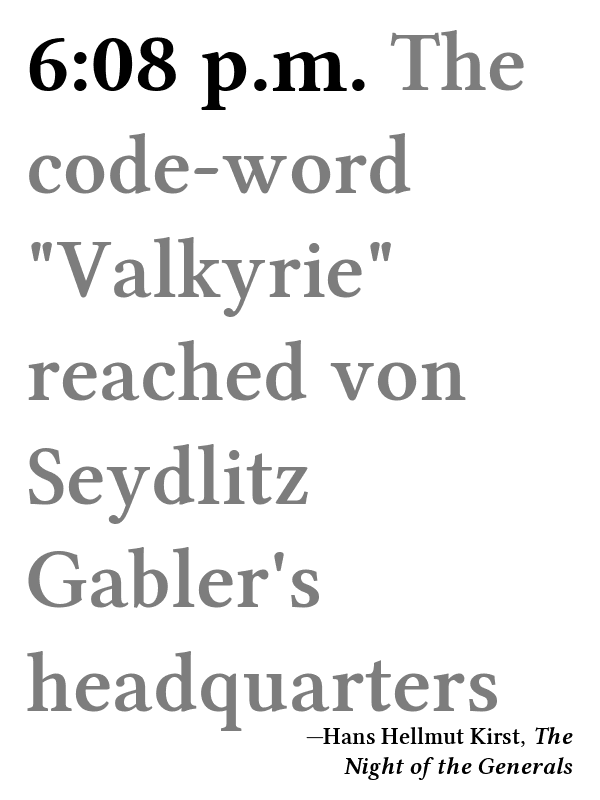 6:08 p.m. The
code-word
"Valkyrie"
reached von
Seydlitz
Gabler's
headquarters
—Hans Hellmut Kirst, The
Night of the Generals